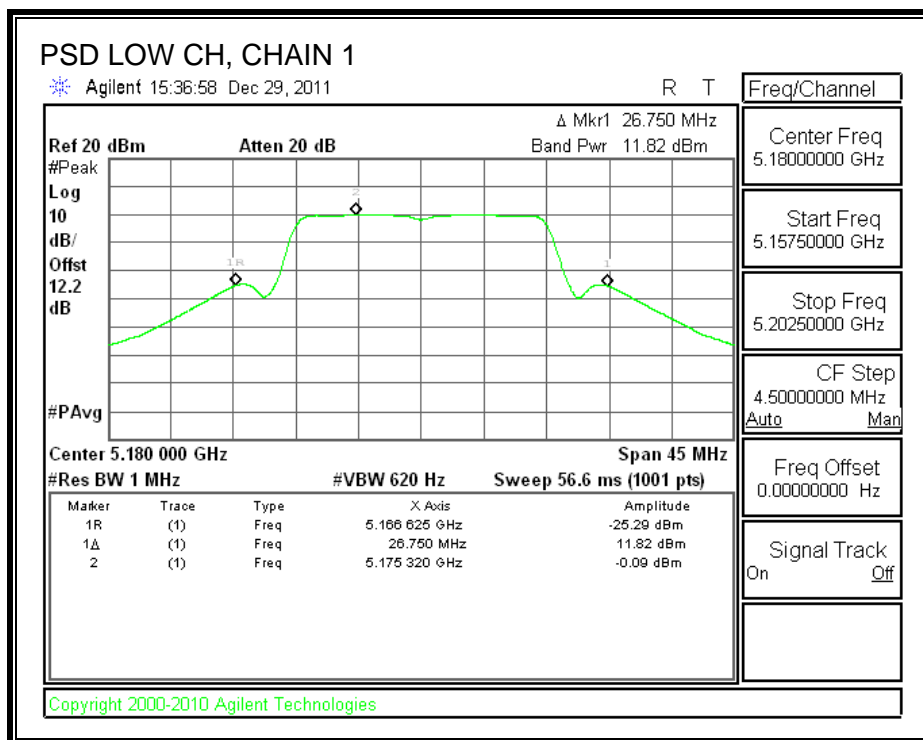 PSD LOW CH, CHAIN 1
Agilent 15:36:58 Dec 29, 2011 R T
Δ Mkr1 26.750 MHz
Ref 20 dBm Atten 20 dB Band Pwr 11.82 dBm
#Peak
Log
10
dB/
Offst
12.2
dB
#PAvg
2
1R
1
Center 5.180 000 GHz Span 45 MHz
#Res BW 1 MHz #VBW 620 Hz Sweep 56.6 ms (1001 pts)
Marker Trace Type X Axis Amplitude
1R (1) Freq 5.166 625 GHz -25.29 dBm
1Δ (1) Freq 26.750 MHz 11.82 dBm
2 (1) Freq 5.175 320 GHz -0.09 dBm
Freq/Channel
Center Freq
5.18000000 GHz
Start Freq
5.15750000 GHz
Stop Freq
5.20250000 GHz
CF Step
4.50000000 MHz
Auto Man
Freq Offset
0.00000000 Hz
Signal Track
On Off
Copyright 2000-2010 Agilent Technologies